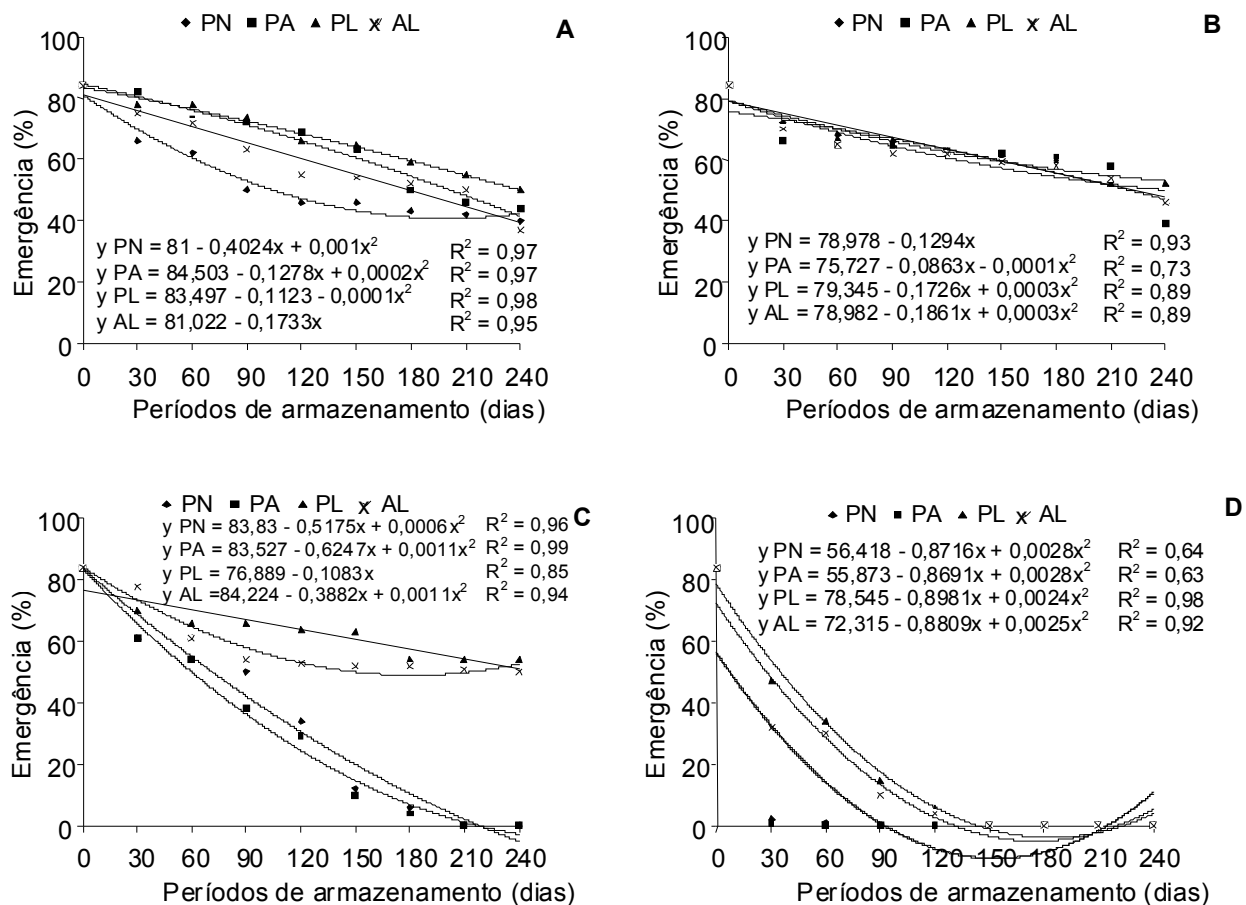 PN PA PL AL
A
Emergência (%)
100
80
60
40
20
0
y PN = 81 - 0,4024x + 0,001x² R² = 0,97
y PA = 84,503 - 0,1278x + 0,0002x² R² = 0,97
y PL = 83,497 - 0,1123 - 0,0001x² R² = 0,98
y AL = 81,022 - 0,1733x R² = 0,95
0 30 60 90 120 150 180 210 240
Períodos de armazenamento (dias)
PN PA PL AL
B
Emergência (%)
100
80
60
40
20
0
y PN = 78,978 - 0,1294x R² = 0,93
y PA = 75,727 - 0,0863x - 0,0001x² R² = 0,73
y PL = 79,345 - 0,1726x + 0,0003x² R² = 0,89
y AL = 78,982 - 0,1861x + 0,0003x² R² = 0,89
0 30 60 90 120 150 180 210 240
Períodos de armazenamento (dias)
PN PA PL AL
C
y PN = 83,83 - 0,5175x + 0,0006x² R² = 0,96
y PA = 83,527 - 0,6247x + 0,0011x² R² = 0,99
y PL = 76,889 - 0,1083x R² = 0,85
y AL =84,224 - 0,3882x + 0,0011x² R² = 0,94
Emergência (%)
100
80
60
40
20
0
0 30 60 90 120 150 180 210 240
Períodos de armazenamento (dias)
PN PA PL AL
D
y PN = 56,418 - 0,8716x + 0,0028x² R² = 0,64
y PA = 55,873 - 0,8691x + 0,0028x² R² = 0,63
y PL = 78,545 - 0,8981x + 0,0024x² R² = 0,98
y AL = 72,315 - 0,8809x + 0,0025x² R² = 0,92
Emergência (%)
100
80
60
40
20
0
0 30 60 90 120 150 180 210 240
Períodos de armazenamento (dias)